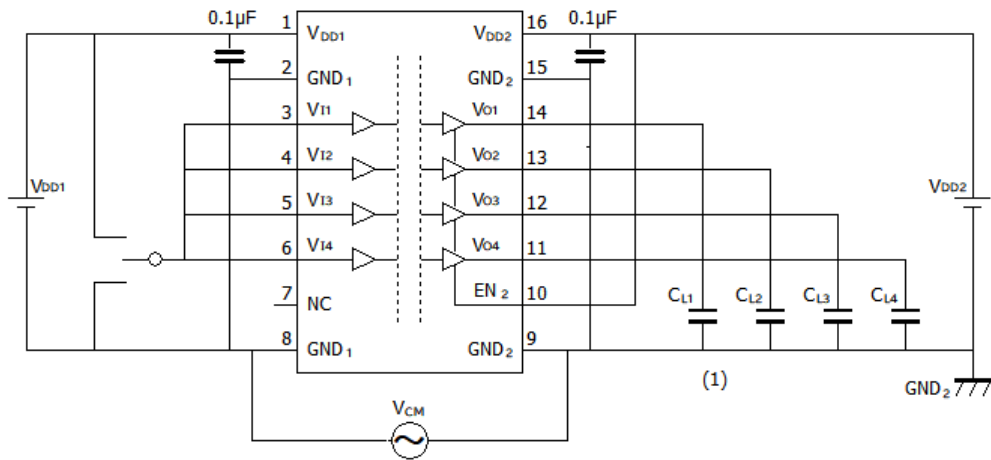 0.1μF 1 16 0.1μF
VDD1 VDD2
2 15
GND1 GND2
3 VI1 VO1 14
4 VI2 VO2 13
VDD1 5 VI3 VO3 12 VDD2
6 VI4 VO4 11
7 NC EN2 10 CL1 CL2 CL3 CL4
8 GND1 GND2 9
(1)
GND2
VCM